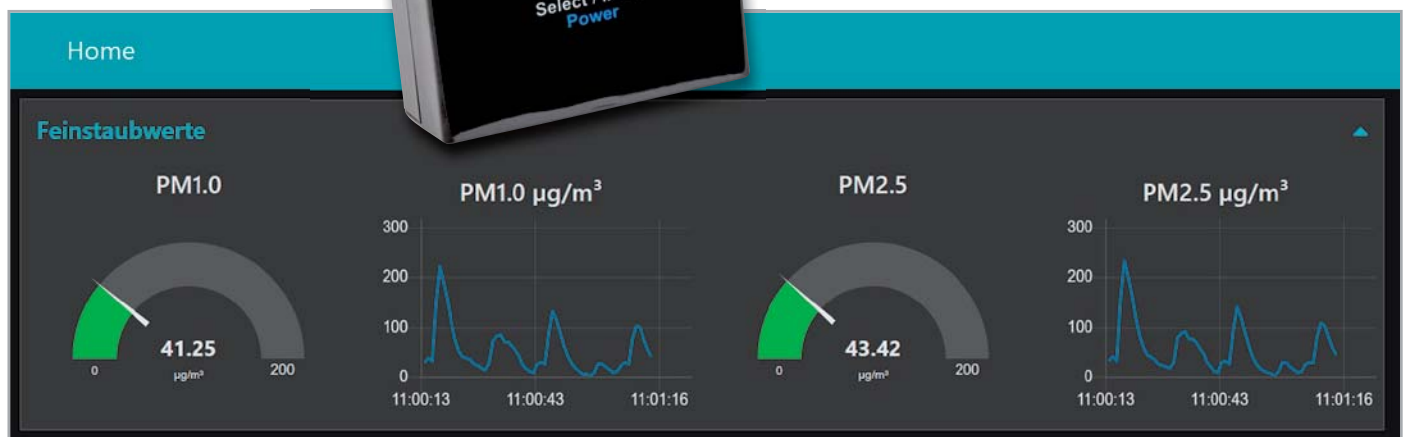 Select
Power
Home
Feinstaubwerte
PM1.0
41.25
µg/m³
0
200
PM1.0 µg/m³
300
200
100
0
11:00:13 11:00:43 11:01:16
PM2.5
43.42
µg/m³
0
200
PM2.5 µg/m³
300
200
100
0
11:00:13 11:00:43 11:01:16